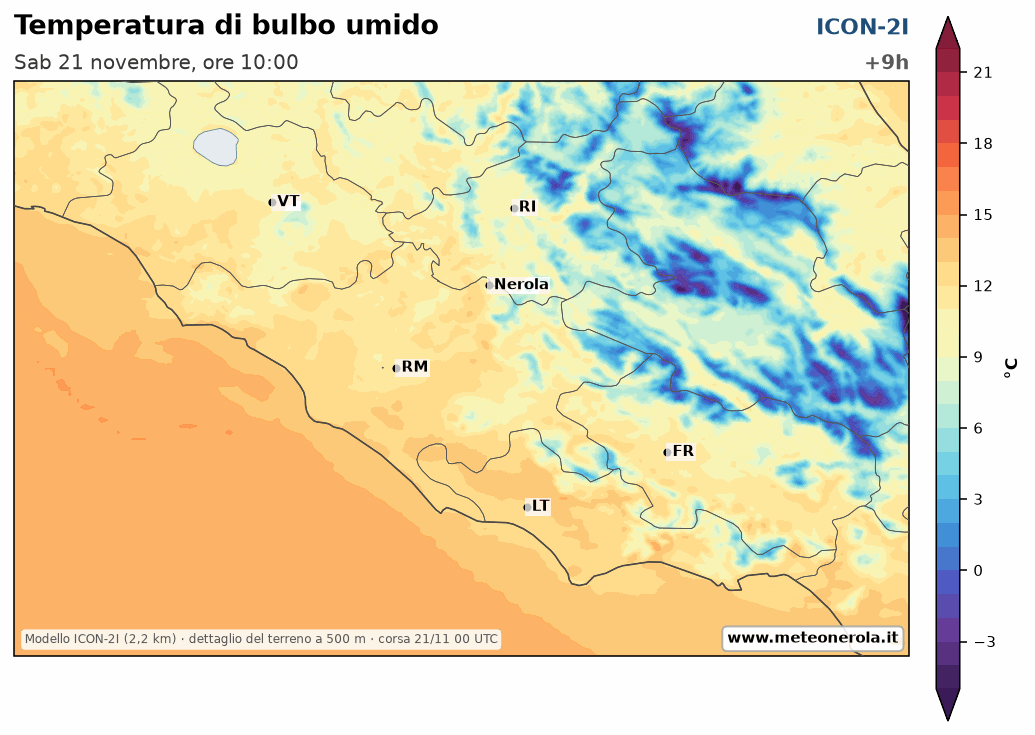 Temperatura di bulbo umido
ICON-2I
Sab 21 novembre, ore 10:00
+9h
VT
RI
Nerola
RM
FR
LT
Modello ICON-2I (2,2 km) · dettaglio del terreno a 500 m · corsa 21/11 00 UTC
www.meteonerola.it
21
18
15
12
9
6
3
0
−3
°C